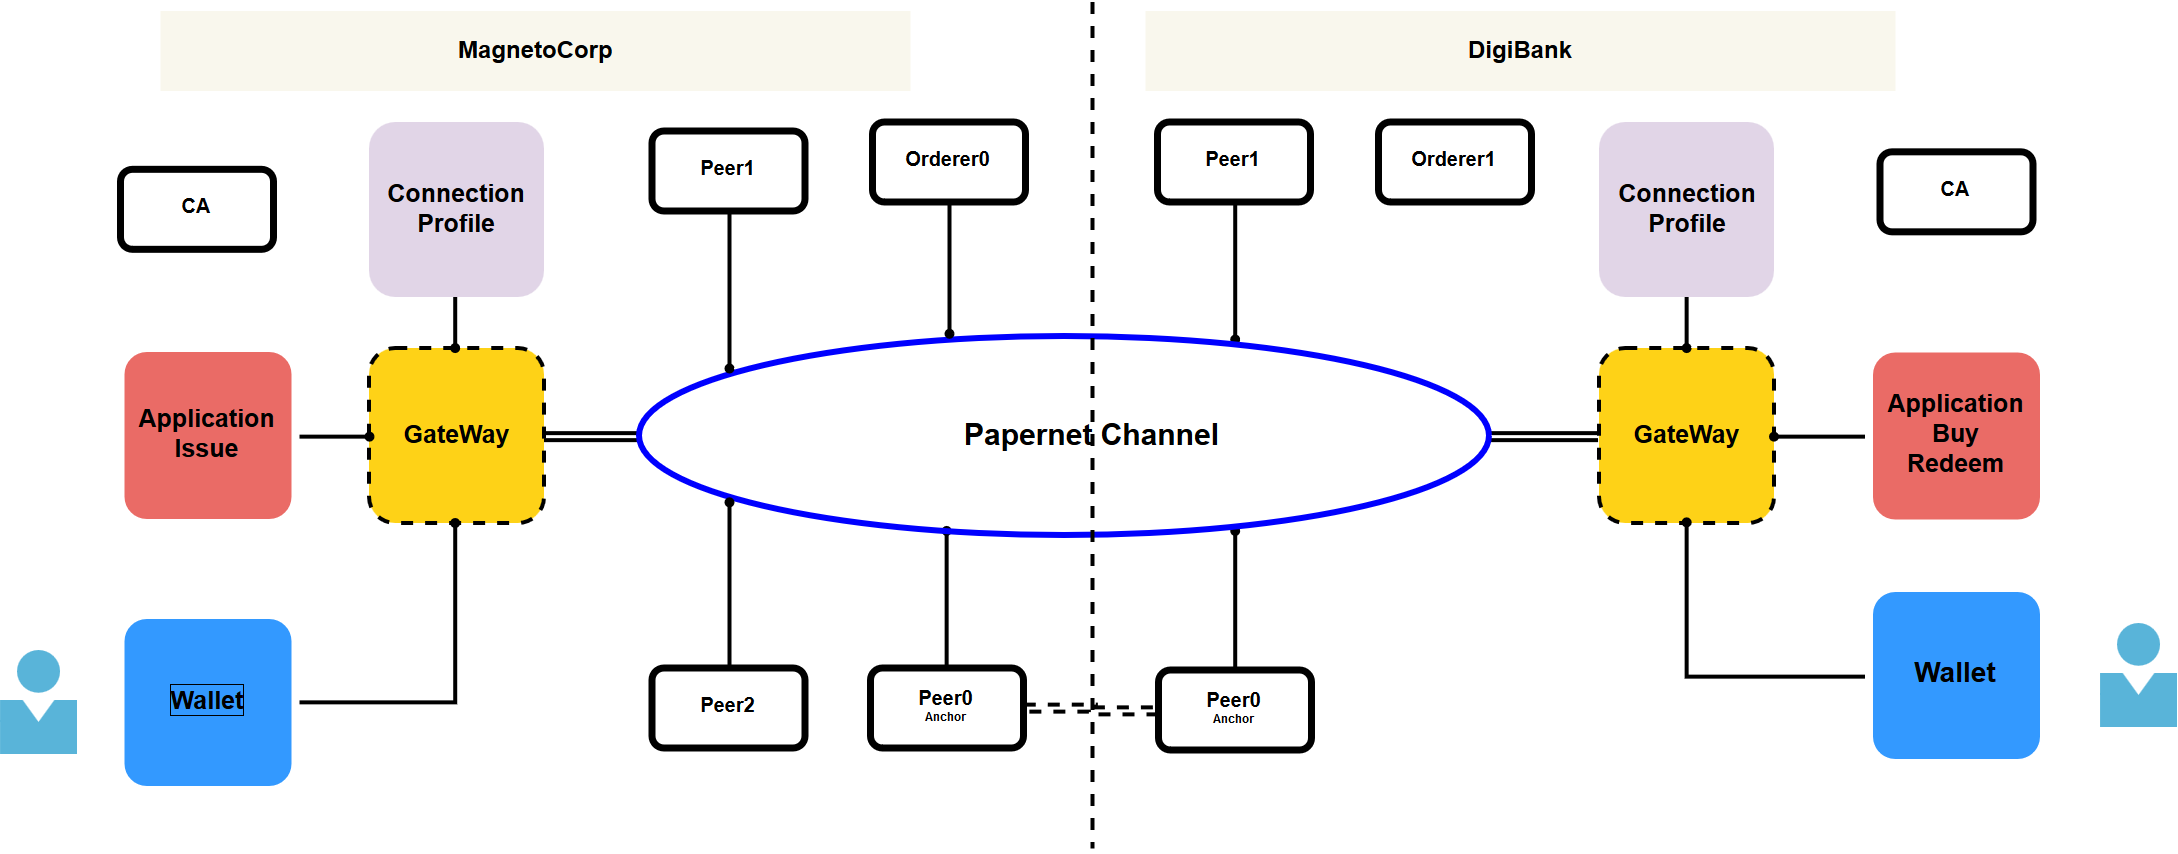 MagnetoCorp
DigiBank
CA
Connection
Profile
Peer1
Orderer0
Peer1
Orderer1
Connection
Profile
CA
Application
Issue
GateWay
Papernet Channel
GateWay
Application
Buy
Redeem
Wallet
Peer2
Peer0
Anchor
Peer0
Anchor
Wallet